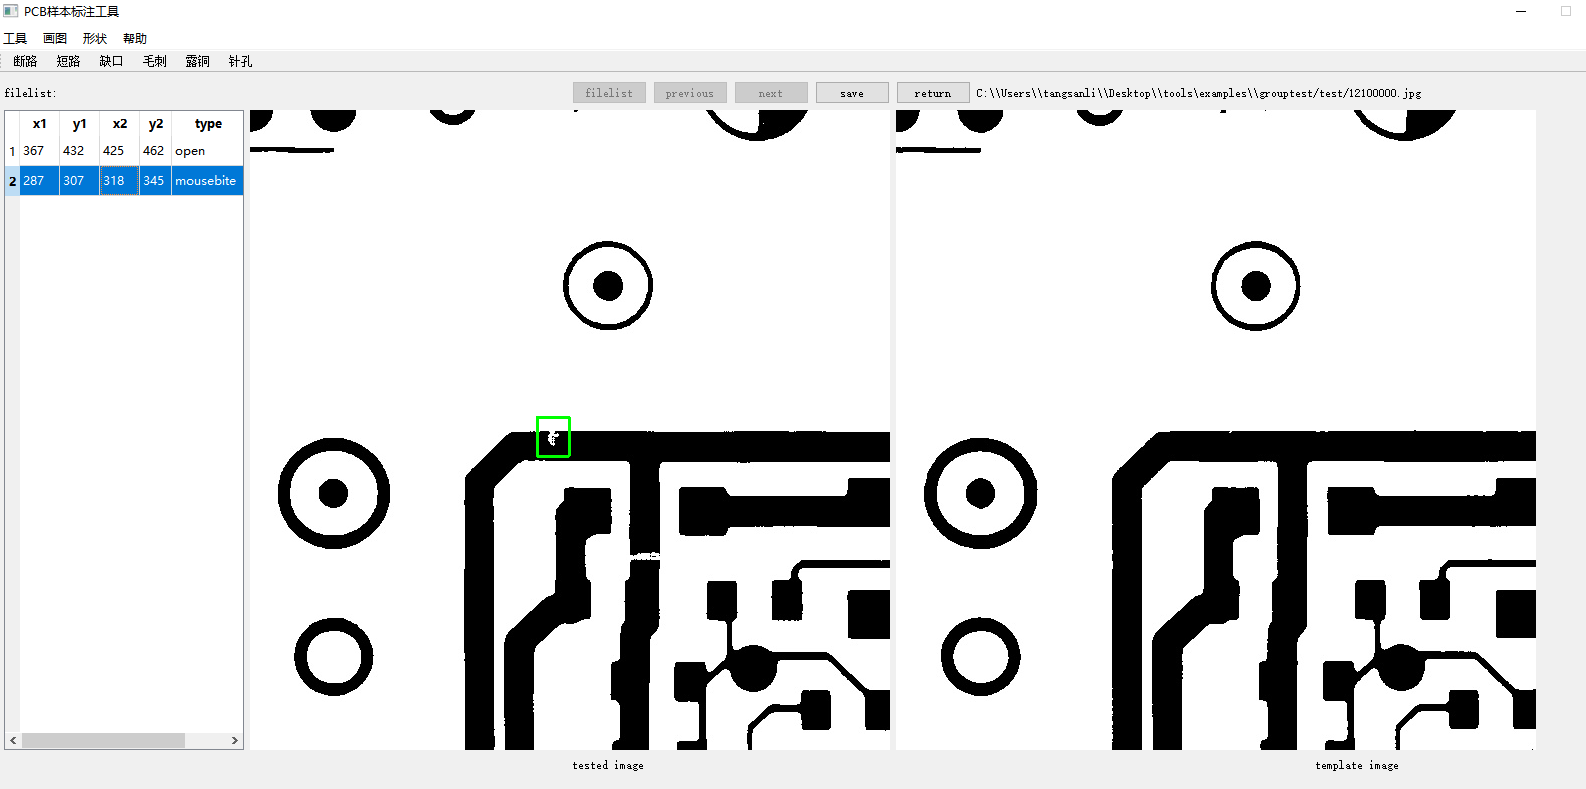 PCB样本标注工具
工具 画图 形状 帮助
断路 短路 缺口 毛刺 露铜 针孔
filelist: filelist previous next save return C:\\Users\\tangsanli\\Desktop\\tools\examples\\grouptest/test/12100000.jpg
x1 y1 x2 y2 type
1 367 432 425 462 open
2 287 307 318 345 mousebite
tested image template image